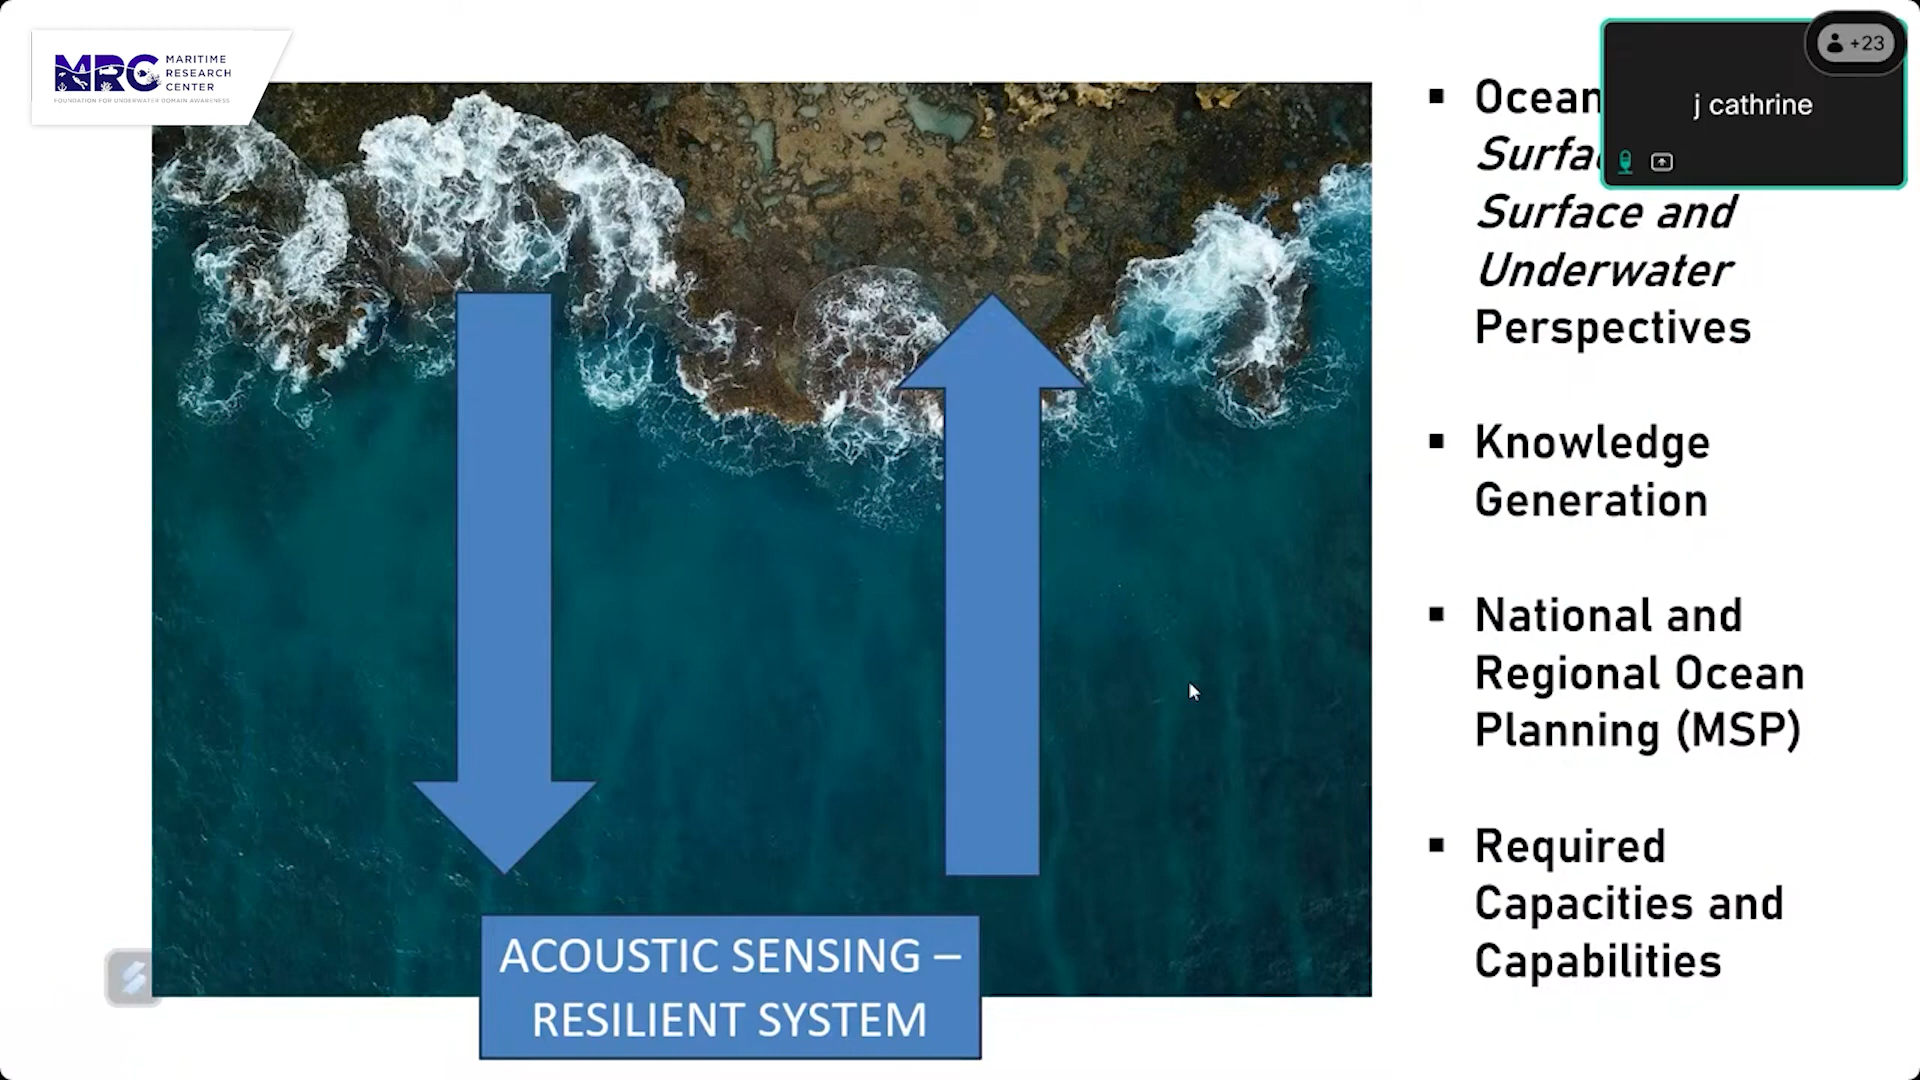 MRC
MARITIME
RESEARCH
CENTER
FOUNDATION FOR UNDERWATER DOMAIN AWARENESS
+23
j cathrine
Ocean
Surface and
Underwater
Perspectives
Knowledge
Generation
National and
Regional Ocean
Planning (MSP)
Required
Capacities and
Capabilities
ACOUSTIC SENSING –
RESILIENT SYSTEM